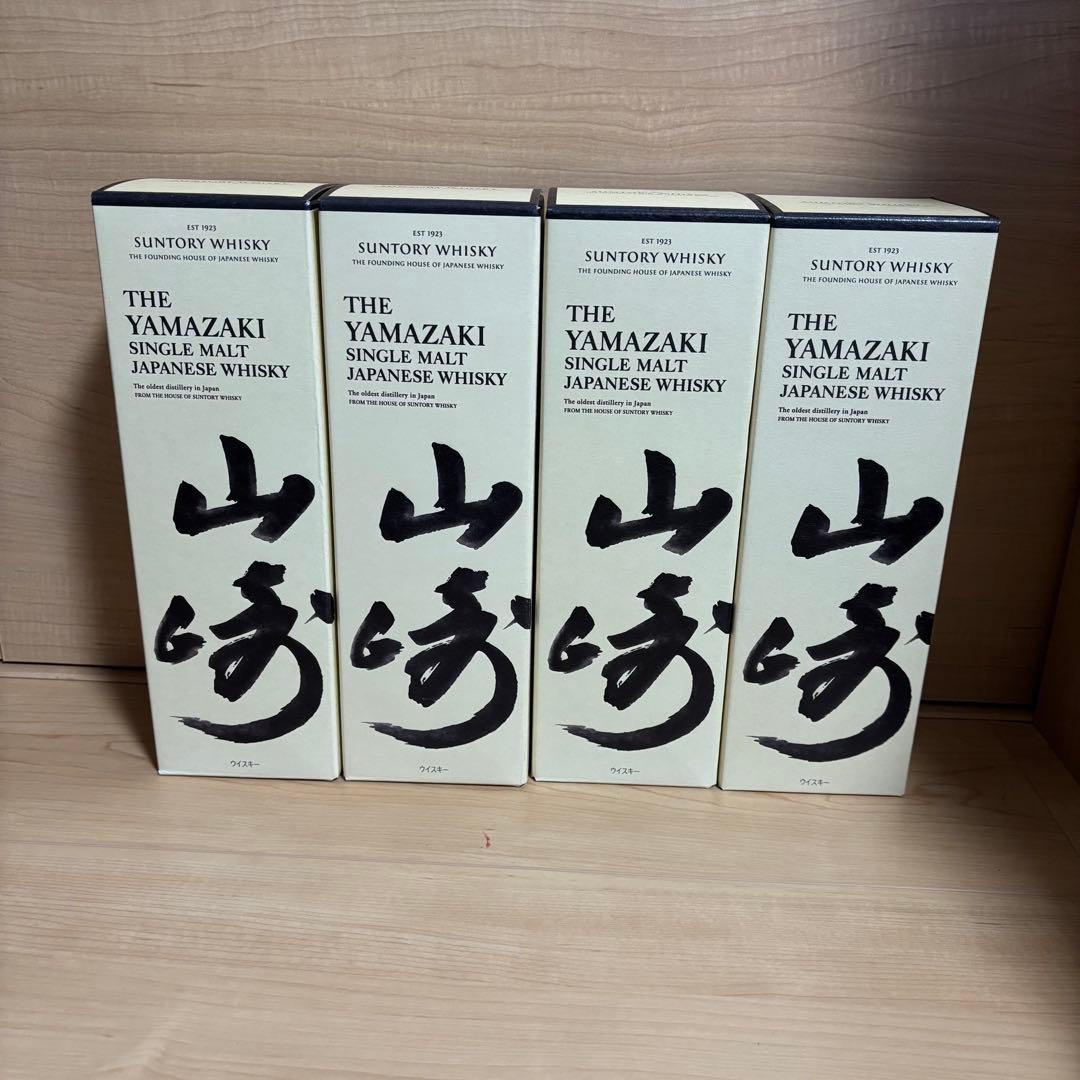 EST 1923
SUNTORY WHISKY
THE FOUNDING HOUSE OF JAPANESE WHISKY
THE
YAMAZAKI
SINGLE MALT
JAPANESE WHISKY
The oldest distillery in Japan
FROM THE HOUSE OF SUNTORY WHISKY
山
崎
ウイスキー
EST 1923
SUNTORY WHISKY
THE FOUNDING HOUSE OF JAPANESE WHISKY
THE
YAMAZAKI
SINGLE MALT
JAPANESE WHISKY
The oldest distillery in Japan
FROM THE HOUSE OF SUNTORY WHISKY
山
崎
ウイスキー
EST 1923
SUNTORY WHISKY
THE FOUNDING HOUSE OF JAPANESE WHISKY
THE
YAMAZAKI
SINGLE MALT
JAPANESE WHISKY
The oldest distillery in Japan
FROM THE HOUSE OF SUNTORY WHISKY
山
崎
ウイスキー
EST 1923
SUNTORY WHISKY
THE FOUNDING HOUSE OF JAPANESE WHISKY
THE
YAMAZAKI
SINGLE MALT
JAPANESE WHISKY
The oldest distillery in Japan
FROM THE HOUSE OF SUNTORY WHISKY
山
崎
ウイスキー